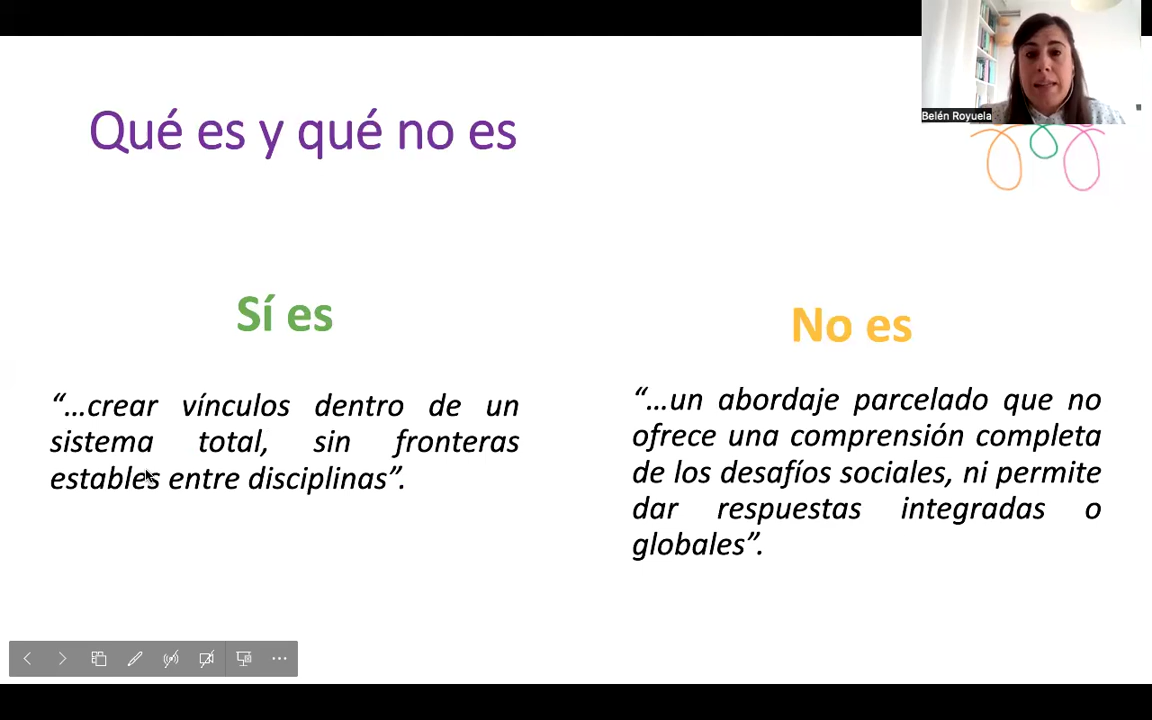 Qué es y qué no es
Belén Royuela
Sí es
“…crear vínculos dentro de un
sistema total, sin fronteras
estables entre disciplinas”.
No es
“…un abordaje parcelado que no
ofrece una comprensión completa
de los desafíos sociales, ni permite
dar respuestas integradas o
globales”.